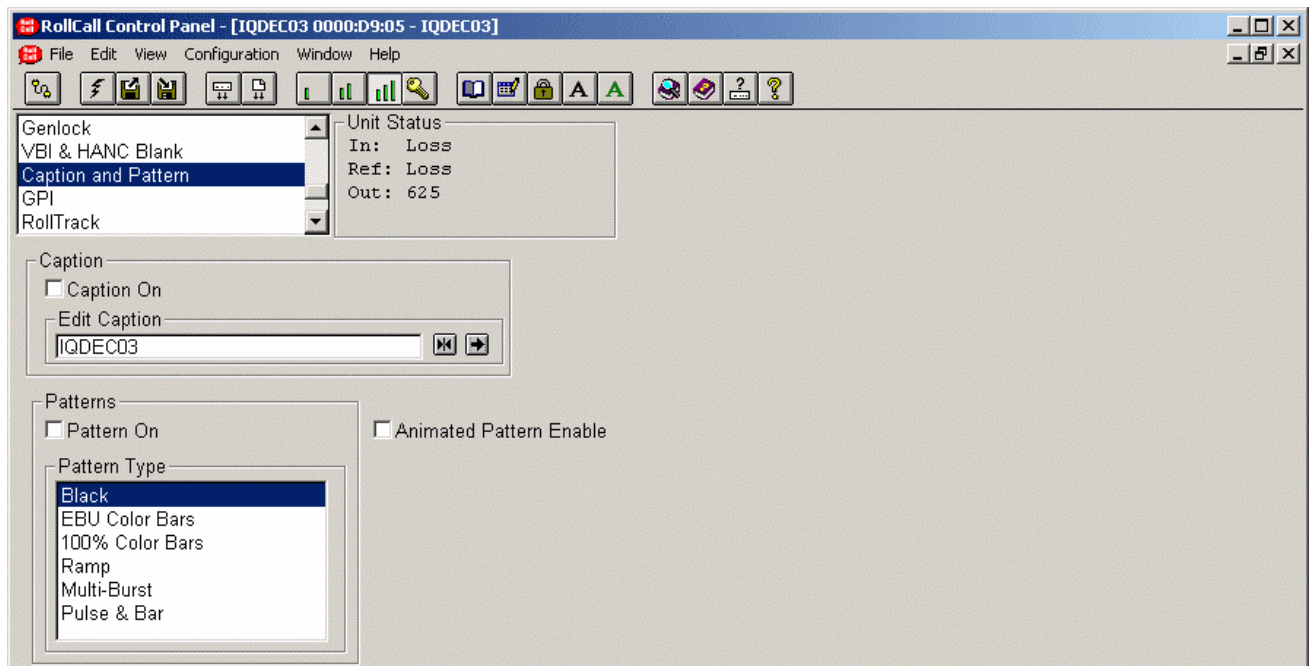 RollCall Control Panel - [IQDEC03 0000:D9:05 - IQDEC03]
File Edit View Configuration Window Help
A A ? ?
Genlock
VBI & HANC Blank
Caption and Pattern
GPI
RollTrack
Unit Status
In: Loss
Ref: Loss
Out: 625
Caption
Caption On
Edit Caption
IQDEC03
Patterns
Pattern On
Animated Pattern Enable
Pattern Type
Black
EBU Color Bars
100% Color Bars
Ramp
Multi-Burst
Pulse & Bar